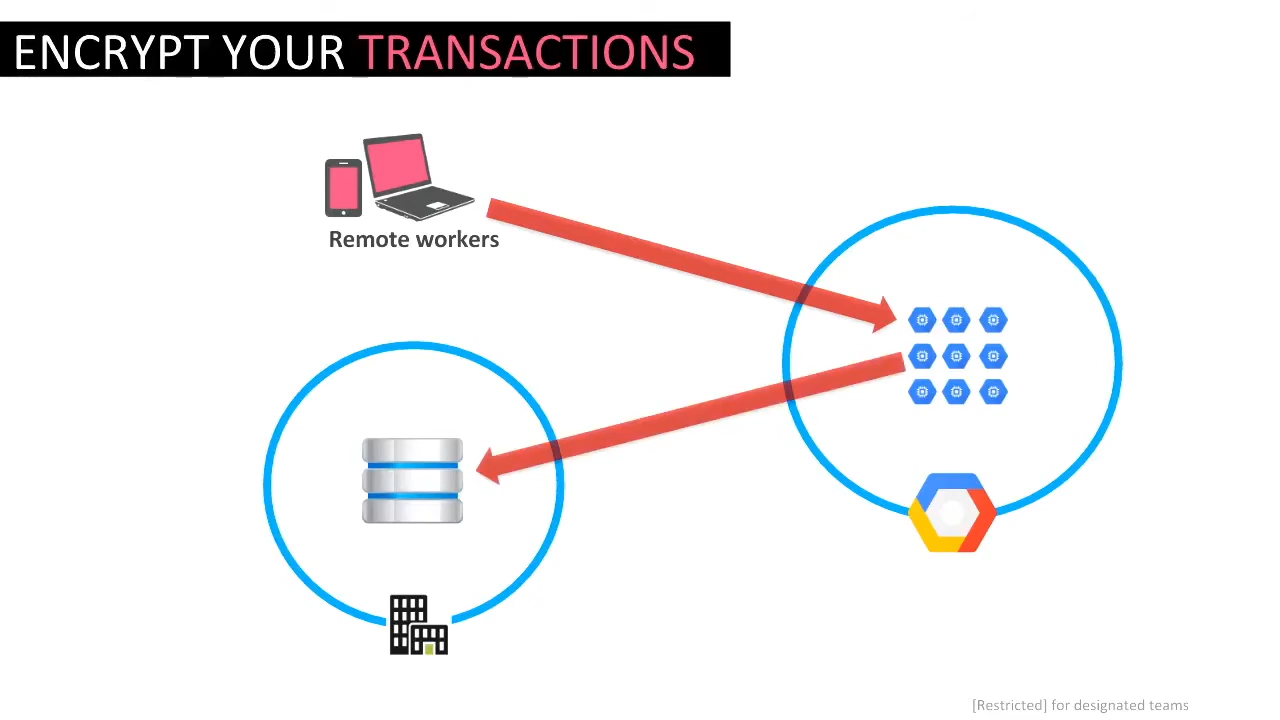 ENCRYPT YOUR TRANSACTIONS
Remote workers
[Restricted] for designated teams